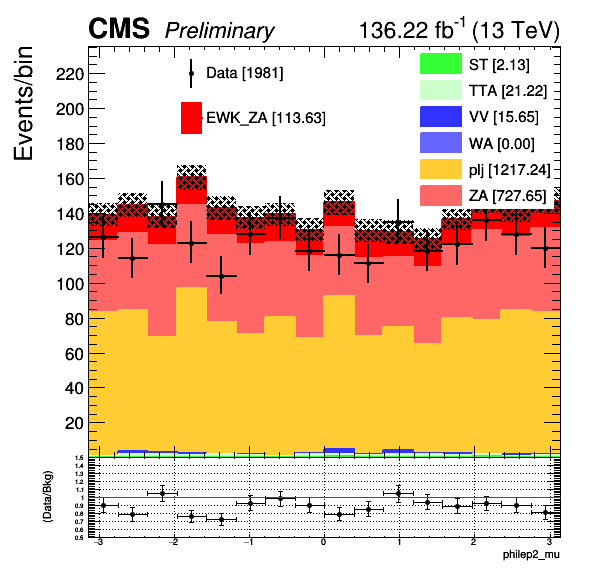 CMS Preliminary 136.22 fb-1 (13 TeV)
Events/bin
220
200
180
160
140
120
100
80
60
40
20
Data [1981]
EWK_ZA [113.63]
ST [2.13]
TTA [21.22]
VV [15.65]
WA [0.00]
plj [1217.24]
ZA [727.65]
(Data/Bkg)
1.5
1.4
1.3
1.2
1.1
1
0.9
0.8
0.7
0.6
0.5
−3 −2 −1 0 1 2 3
philep2_mu